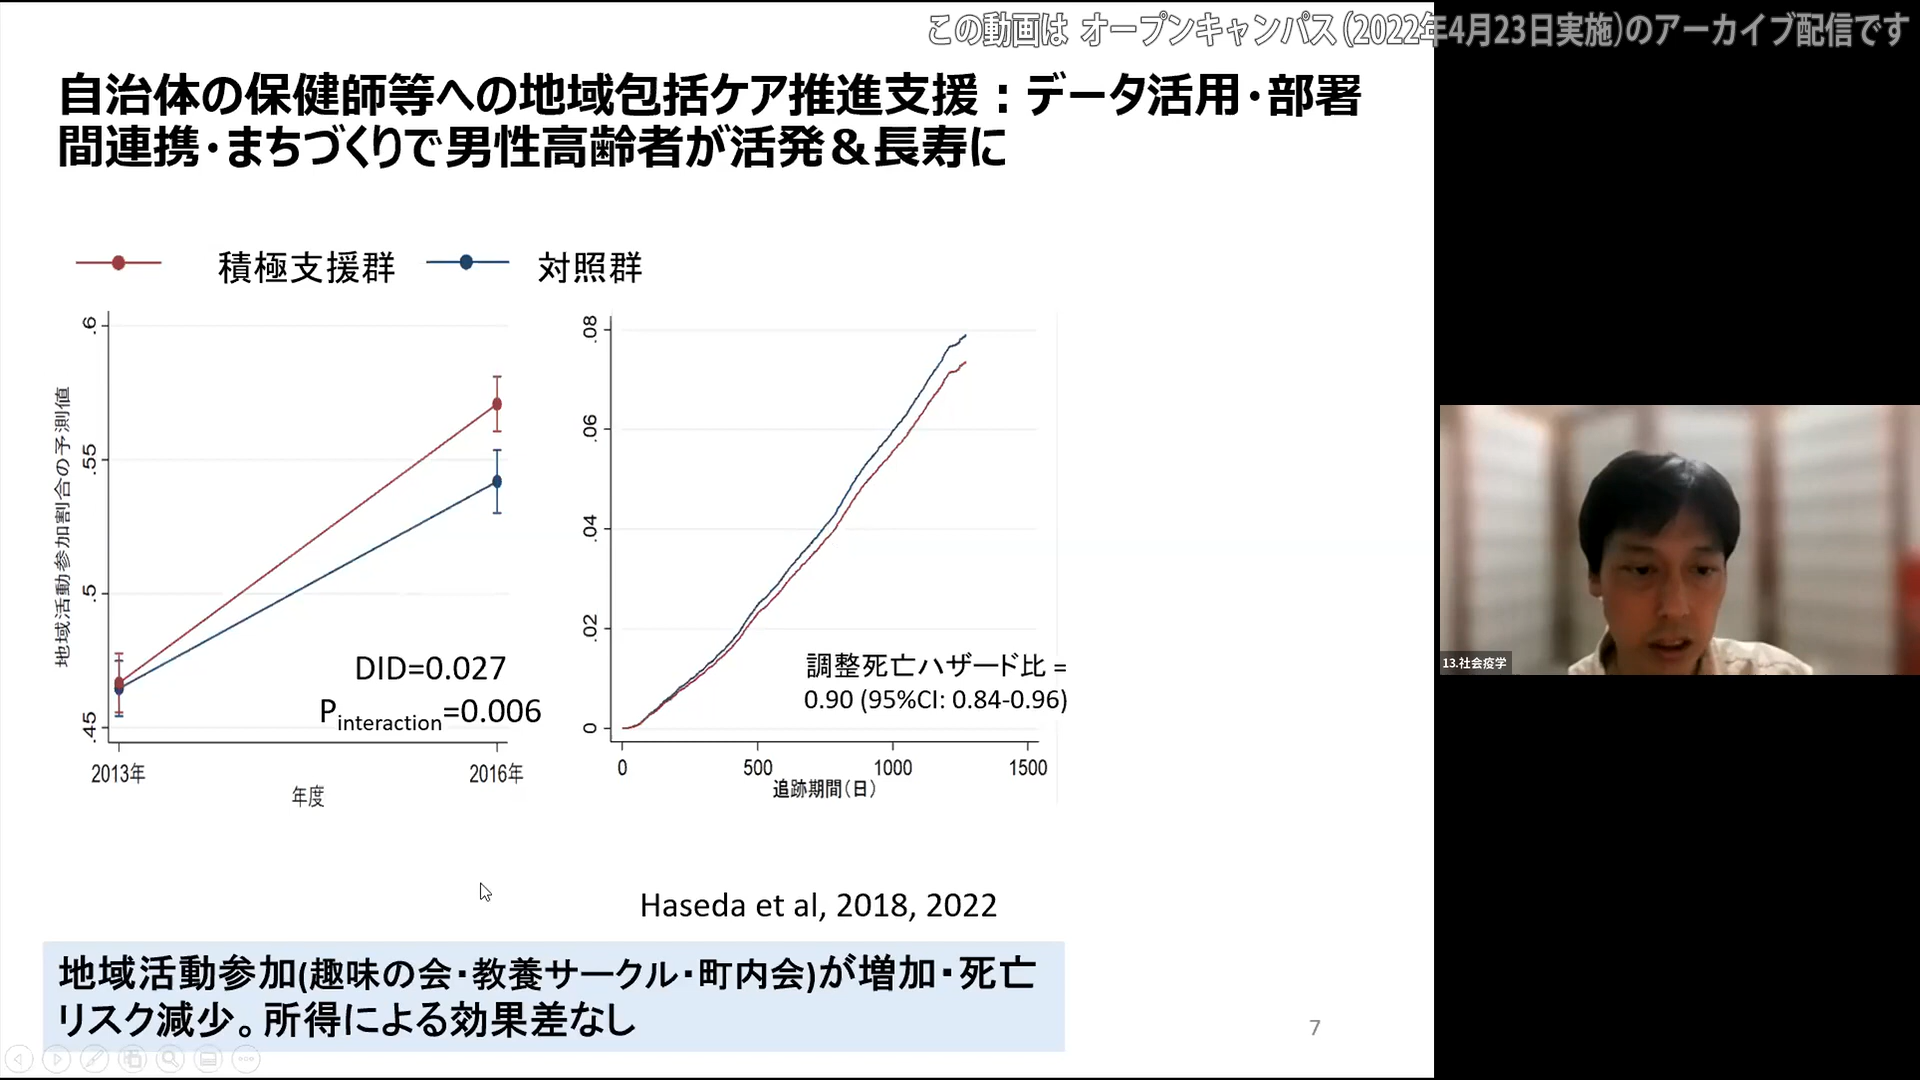 この動画は オープンキャンパス(2022年4月23日実施)のアーカイブ配信です
自治体の保健師等への地域包括ケア推進支援：データ活用・部署
間連携・まちづくりで男性高齢者が活発＆長寿に
積極支援群
対照群
地域活動参加割合の予測値
.6
.55
.5
.45
DID=0.027
Pinteraction=0.006
2013年
2016年
年度
.08
.06
.04
.02
0
調整死亡ハザード比 =
0.90 (95%CI: 0.84-0.96)
0
500
1000
1500
追跡期間(日)
Haseda et al, 2018, 2022
地域活動参加(趣味の会・教養サークル・町内会)が増加・死亡
リスク減少。所得による効果差なし
7
13.社会疫学